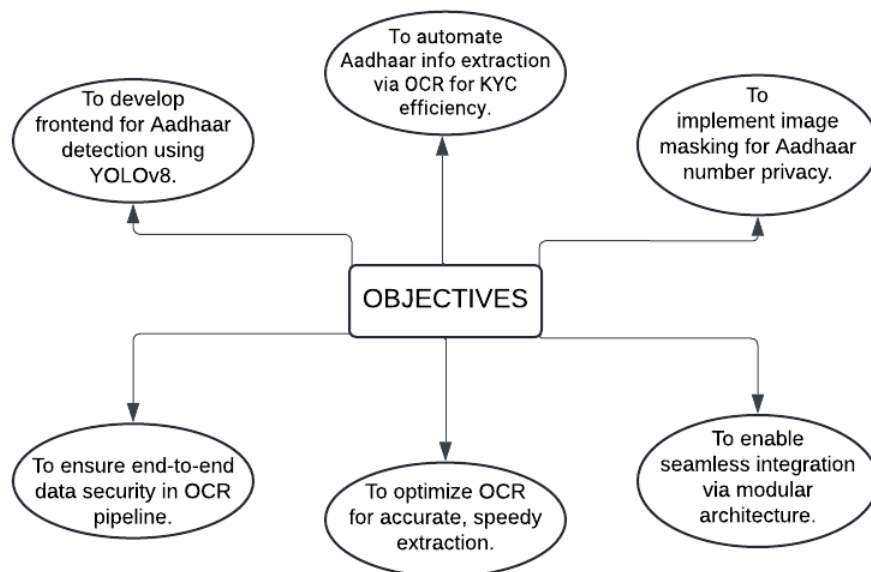 To automate
Aadhaar info extraction
via OCR for KYC
efficiency.
To develop
frontend for Aadhaar
detection using
YOLOv8.
To
implement image
masking for Aadhaar
number privacy.
OBJECTIVES
To ensure end-to-end
data security in OCR
pipeline.
To optimize OCR
for accurate, speedy
extraction.
To enable
seamless integration
via modular
architecture.